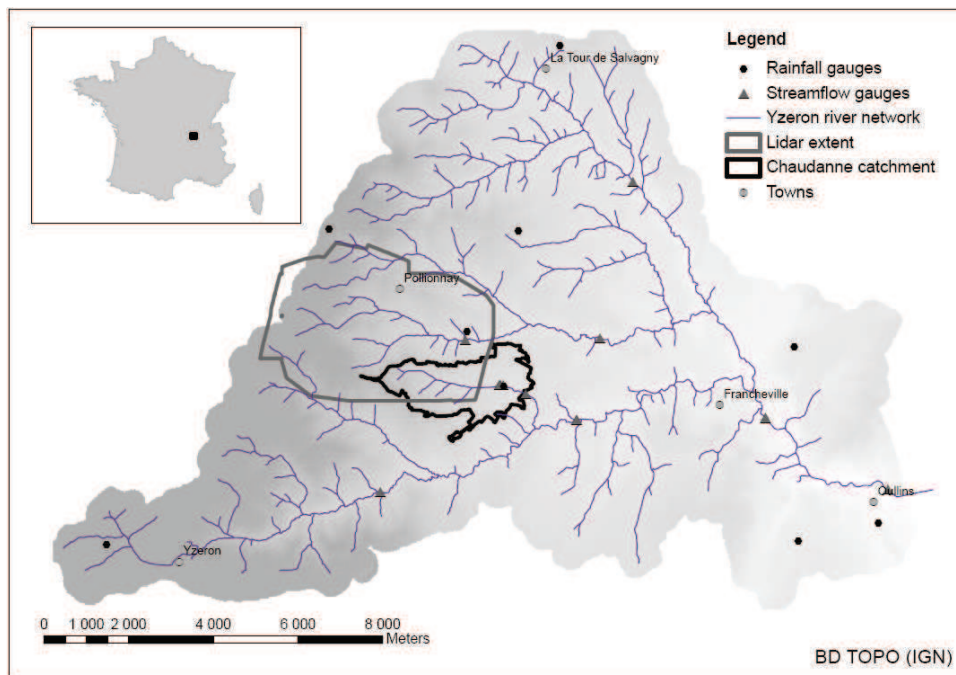 Legend
Rainfall gauges
Streamflow gauges
Yzeron river network
Lidar extent
Chaudanne catchment
Towns
La Tour de Salvagny
Pollionnay
Francheville
Oullins
Yzeron
0 1 000 2 000 4 000 6 000 8 000
Meters
BD TOPO (IGN)